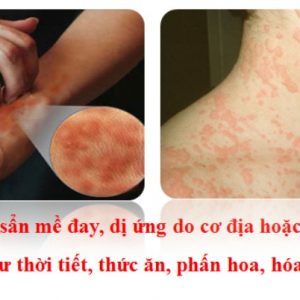 sẩn mề đay, dị ứng do cơ địa hoặc
ư thời tiết, thức ăn, phấn hoa, hóa